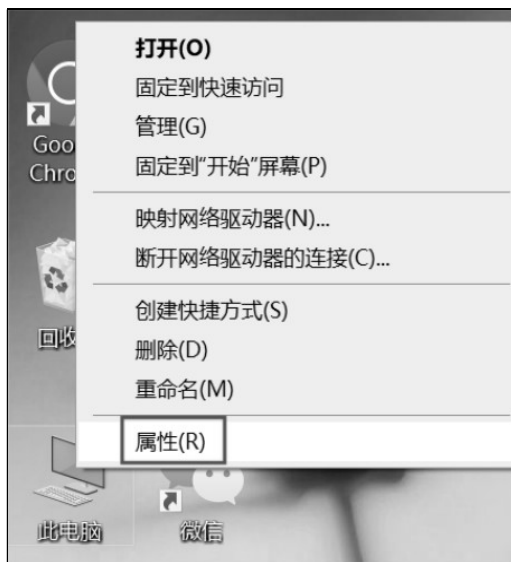 打开(O)
固定到快速访问
管理(G)
固定到“开始”屏幕(P)
映射网络驱动器(N)...
断开网络驱动器的连接(C)...
创建快捷方式(S)
删除(D)
重命名(M)
属性(R)
Goo
Chro
回收
此电脑
微信